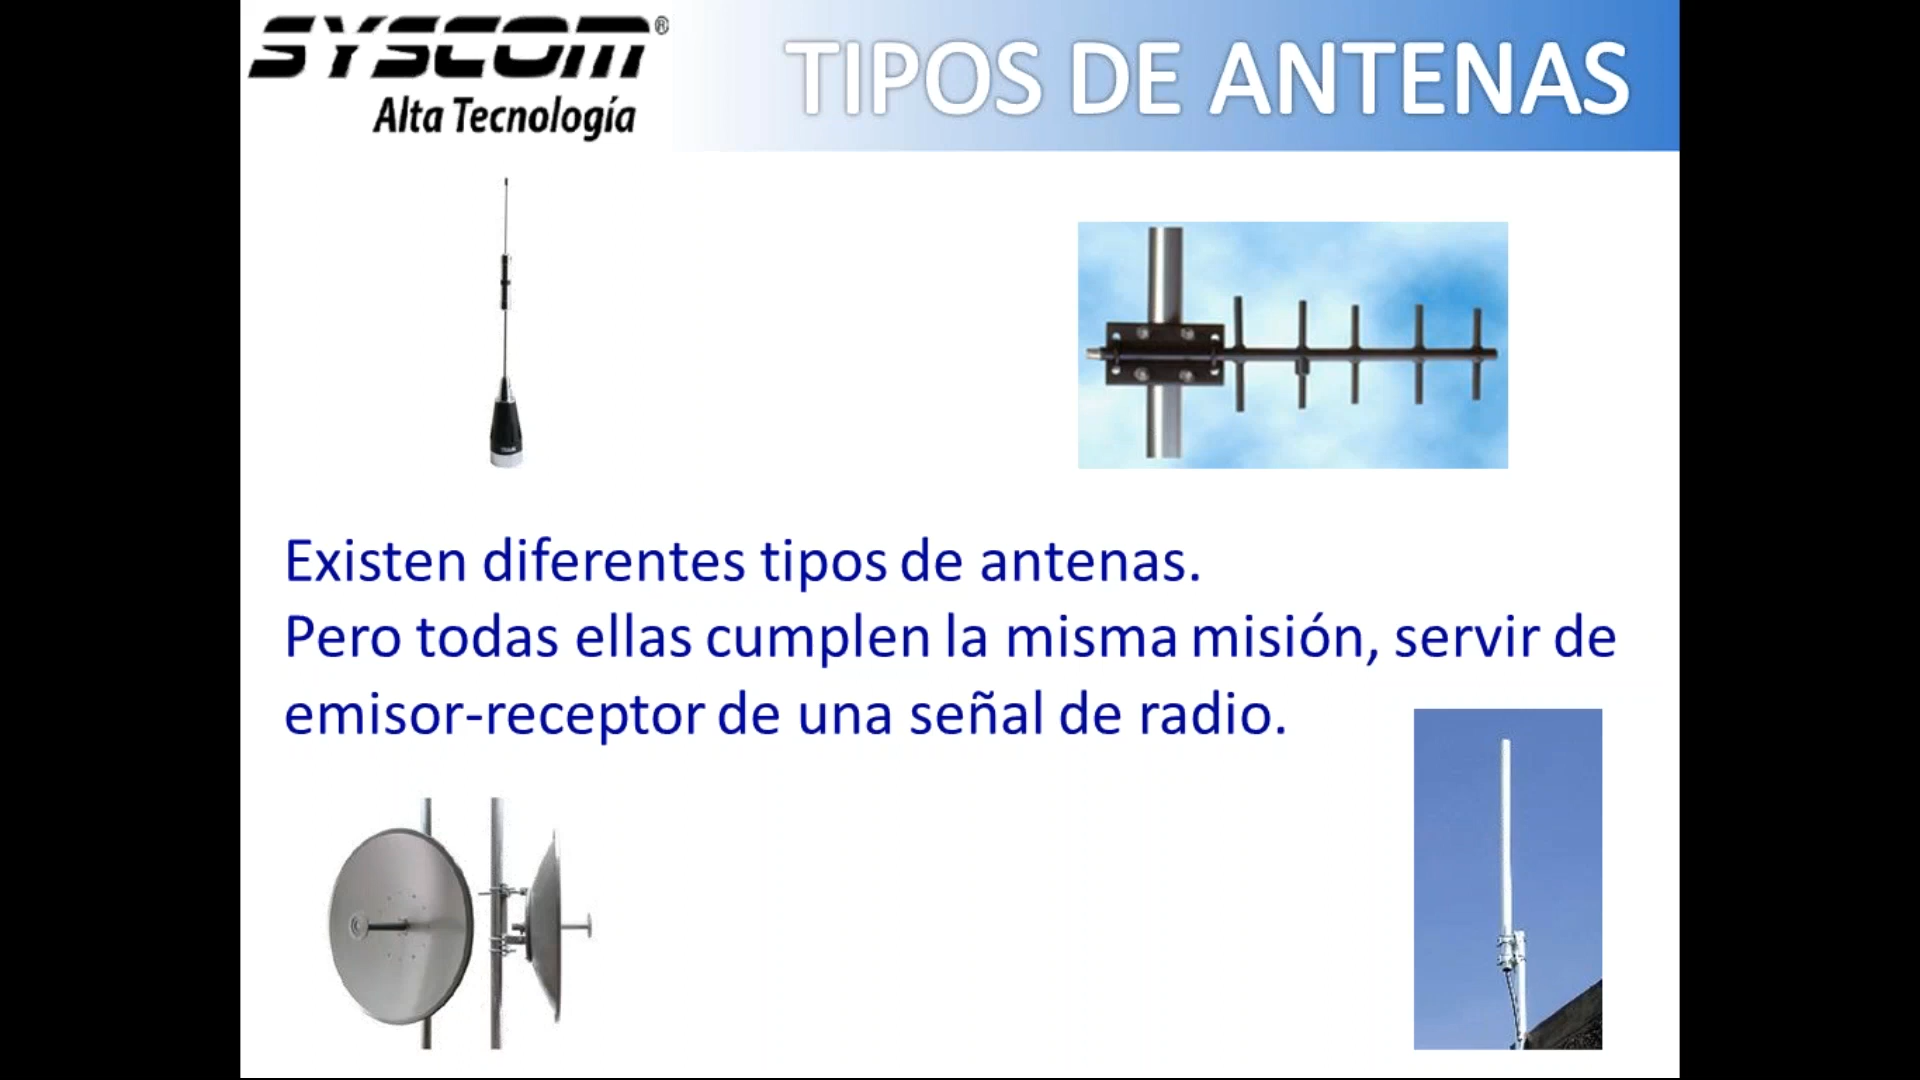 SYSCOM®
Alta Tecnología
TIPOS DE ANTENAS
Existen diferentes tipos de antenas.
Pero todas ellas cumplen la misma misión, servir de
emisor-receptor de una señal de radio.